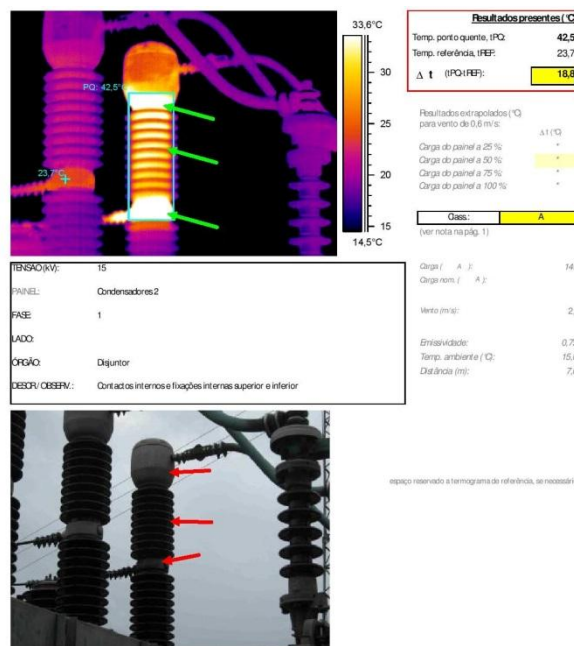 33,6°C
30
25
20
15
14,5°C
PQ: 42,5°
23,7°C
Resultados presentes (°C)
Temp. ponto quente, tPQ: 42,5
Temp. referência, tREF: 23,7
Δ t (tPQ-tREF): 18,8
Resultados extrapolados (°C)
para vento de 0,6 m/s:
Δ t (°C)
Carga do painel a 25 %: *
Carga do painel a 50 %: *
Carga do painel a 75 %: *
Carga do painel a 100 %: *
Class.: A
(ver nota na pág. 1)
TENSÃO (kV): 15
PAINEL: Condensadores 2
FASE: 1
LADO:
ÓRGÃO: Disjuntor
DESCR./ OBSERV.: Contactos internos e fixações internas superior e inferior
Carga ( A ):
Carga nom. ( A ):
Vento (m/s):
Emissividade:
Temp. ambiente (°C):
Distância (m):
espaço reservado a termograma de referência, se necessário